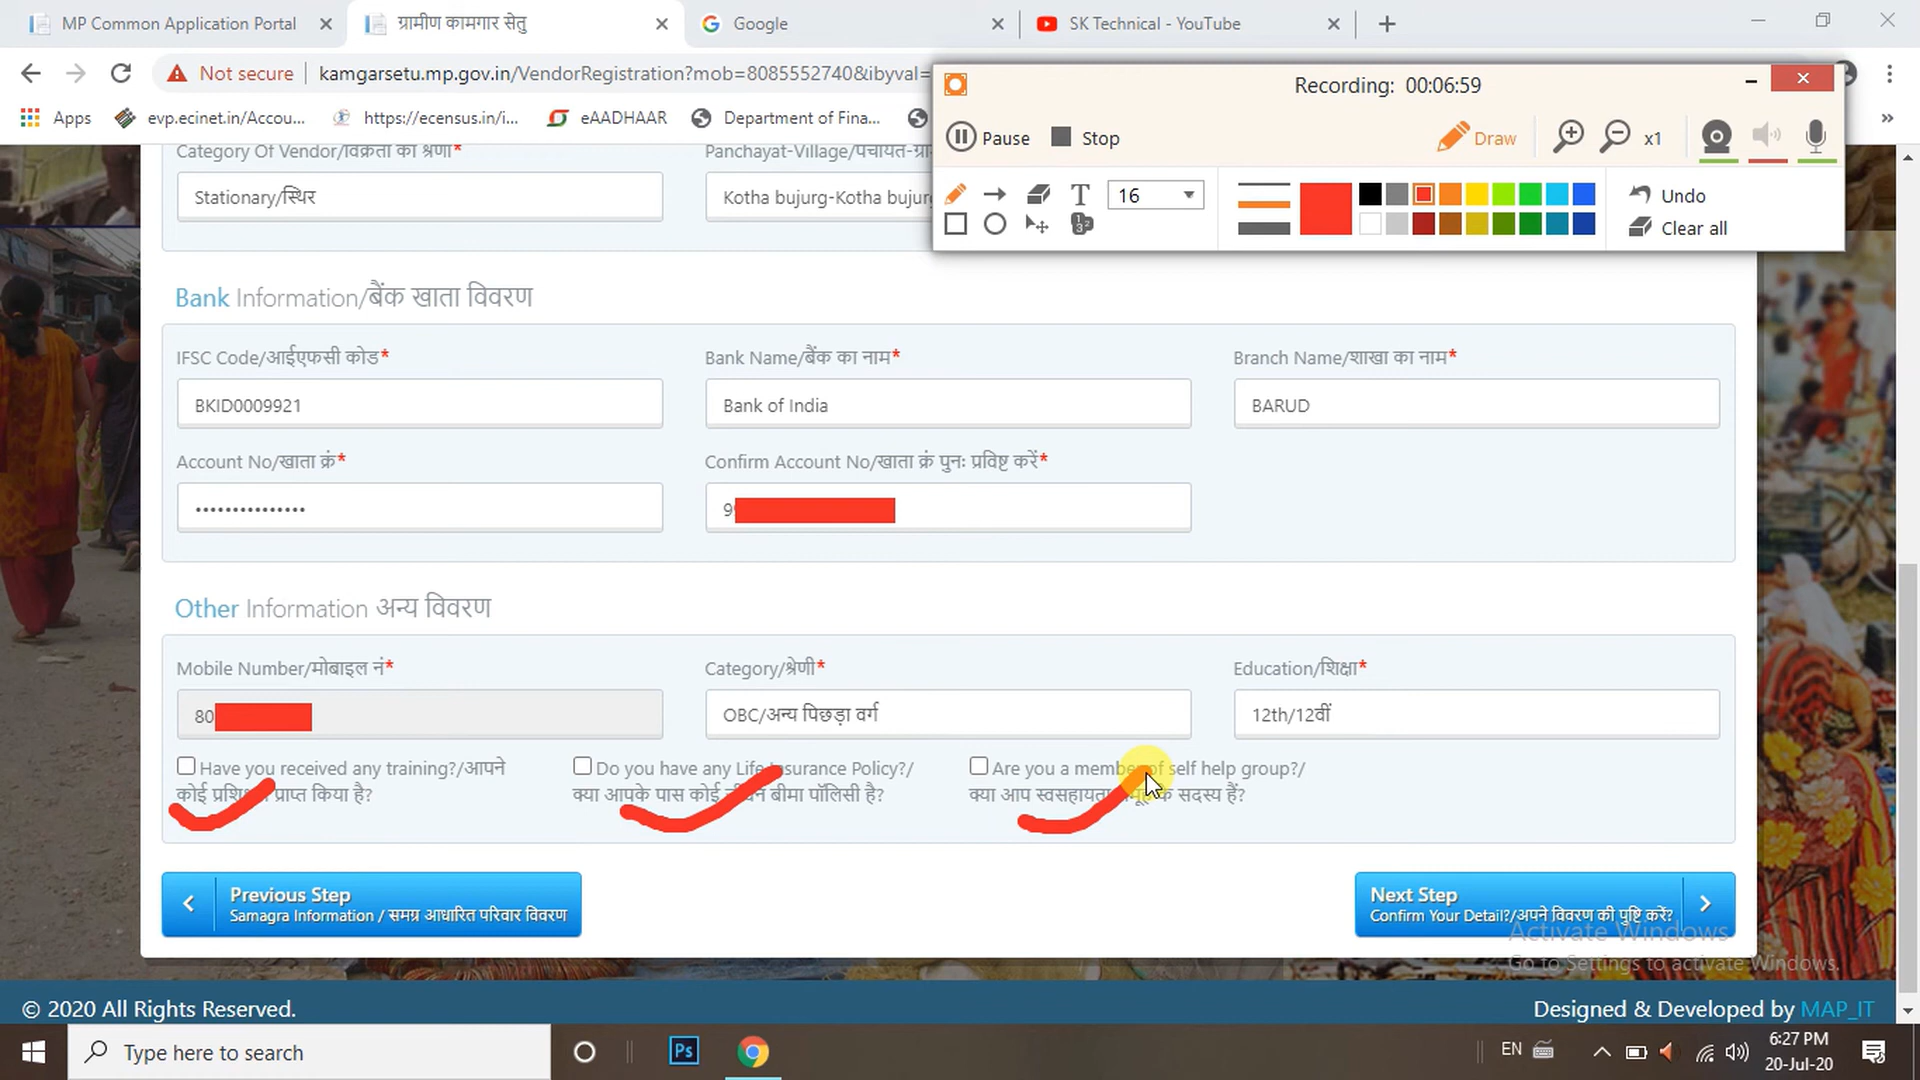 MP Common Application Portal
ग्रामीण कामगार सेतु
Google
SK Technical - YouTube
Not secure
kamgarsetu.mp.gov.in/VendorRegistration?mob=8085552740&ibyval=
Recording: 00:06:59
Apps
evp.ecinet.in/Accou...
https://ecensus.in/i...
eAADHAAR
Department of Fina...
Pause
Stop
Draw
x1
T
16
Undo
Clear all
Category Of Vendor/विक्रेता की श्रेणी*
Panchayat-Village/पंचायत-ग्रा
Stationary/स्थिर
Kotha bujurg-Kotha bujurg
Bank Information/बैंक खाता विवरण
IFSC Code/आईएफसी कोड*
Bank Name/बैंक का नाम*
Branch Name/शाखा का नाम*
BKID0009921
Bank of India
BARUD
Account No/खाता क्रं*
Confirm Account No/खाता क्रं पुनः प्रविष्ट करें*
•••••••••••••••
9
Other Information अन्य विवरण
Mobile Number/मोबाइल नं*
Category/श्रेणी*
Education/शिक्षा*
80
OBC/अन्य पिछड़ा वर्ग
12th/12वीं
Have you received any training?/आपने
कोई प्राप्त किया है?
Do you have any Life Insurance Policy?/
क्या आपके पास कोई बीमा पॉलिसी है?
Are you a member of self help group?/
क्या आप स्वसहायता के सदस्य हैं?
Previous Step
Samagra Information / समग्र आधारित परिवार विवरण
Next Step
Confirm Your Detail?/अपने विवरण की पुष्टि करें?
Activate Windows
Go to Settings to activate Windows.
© 2020 All Rights Reserved.
Designed & Developed by MAP_IT
Type here to search
Ps
EN
6:27 PM
20-Jul-20